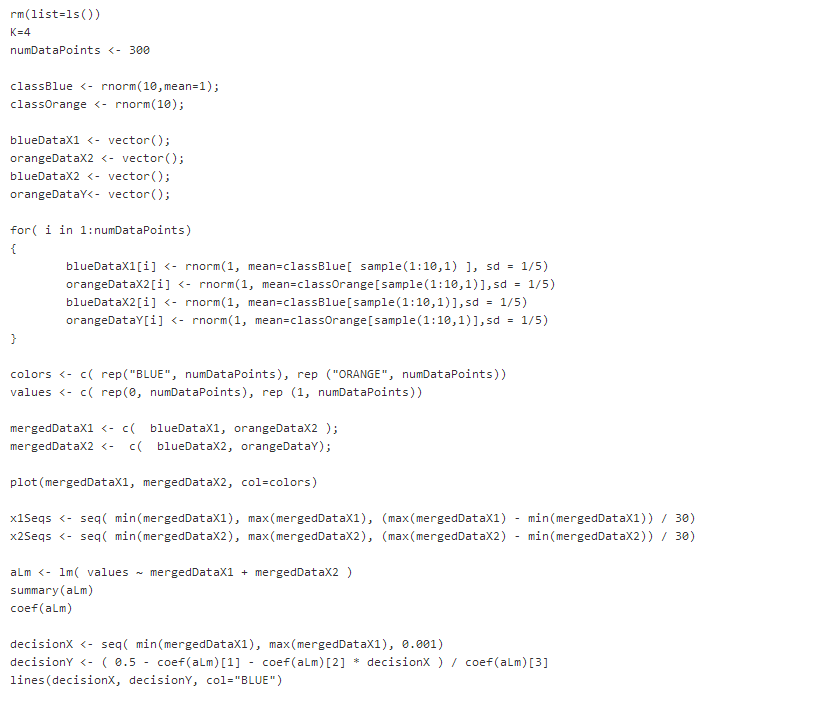 rm(list=ls())
K=4
numDataPoints <- 300

classBlue <- rnorm(10,mean=1);
classOrange <- rnorm(10);

blueDataX1 <- vector();
orangeDataX2 <- vector();
blueDataX2 <- vector();
orangeDataY<- vector();

for( i in 1:numDataPoints)
{
        blueDataX1[i] <- rnorm(1, mean=classBlue[ sample(1:10,1) ], sd = 1/5)
        orangeDataX2[i] <- rnorm(1, mean=classOrange[sample(1:10,1)],sd = 1/5)
        blueDataX2[i] <- rnorm(1, mean=classBlue[sample(1:10,1)],sd = 1/5)
        orangeDataY[i] <- rnorm(1, mean=classOrange[sample(1:10,1)],sd = 1/5)
}

colors <- c( rep("BLUE", numDataPoints), rep ("ORANGE", numDataPoints))
values <- c( rep(0, numDataPoints), rep (1, numDataPoints))

mergedDataX1 <- c(  blueDataX1, orangeDataX2 );
mergedDataX2 <-  c(  blueDataX2, orangeDataY);

plot(mergedDataX1, mergedDataX2, col=colors)

x1Seqs <- seq( min(mergedDataX1), max(mergedDataX1), (max(mergedDataX1) - min(mergedDataX1)) / 30)
x2Seqs <- seq( min(mergedDataX2), max(mergedDataX2), (max(mergedDataX2) - min(mergedDataX2)) / 30)

aLm <- lm( values ~ mergedDataX1 + mergedDataX2 )
summary(aLm)
coef(aLm)

decisionX <- seq( min(mergedDataX1), max(mergedDataX1), 0.001)
decisionY <- ( 0.5 - coef(aLm)[1] - coef(aLm)[2] * decisionX ) / coef(aLm)[3]
lines(decisionX, decisionY, col="BLUE")